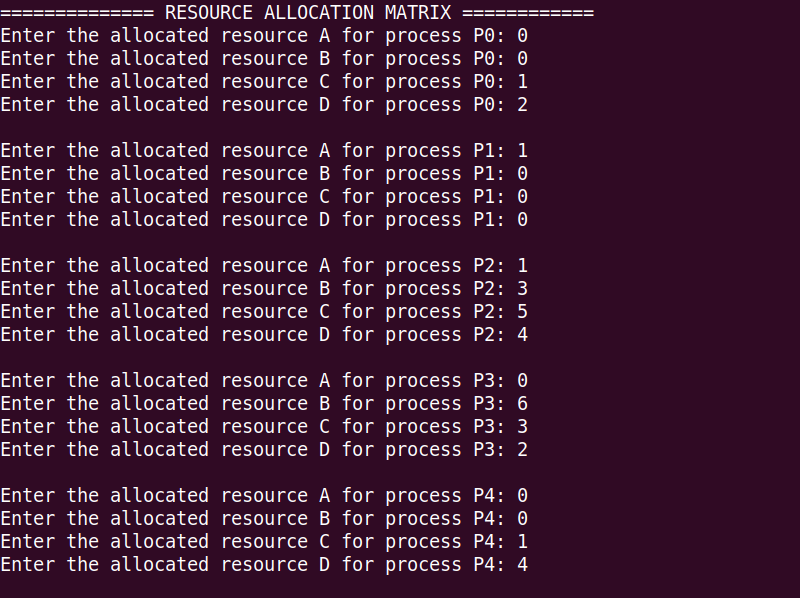 ============== RESOURCE ALLOCATION MATRIX ============
Enter the allocated resource A for process P0: 0
Enter the allocated resource B for process P0: 0
Enter the allocated resource C for process P0: 1
Enter the allocated resource D for process P0: 2
Enter the allocated resource A for process P1: 1
Enter the allocated resource B for process P1: 0
Enter the allocated resource C for process P1: 0
Enter the allocated resource D for process P1: 0
Enter the allocated resource A for process P2: 1
Enter the allocated resource B for process P2: 3
Enter the allocated resource C for process P2: 5
Enter the allocated resource D for process P2: 4
Enter the allocated resource A for process P3: 0
Enter the allocated resource B for process P3: 6
Enter the allocated resource C for process P3: 3
Enter the allocated resource D for process P3: 2
Enter the allocated resource A for process P4: 0
Enter the allocated resource B for process P4: 0
Enter the allocated resource C for process P4: 1
Enter the allocated resource D for process P4: 4